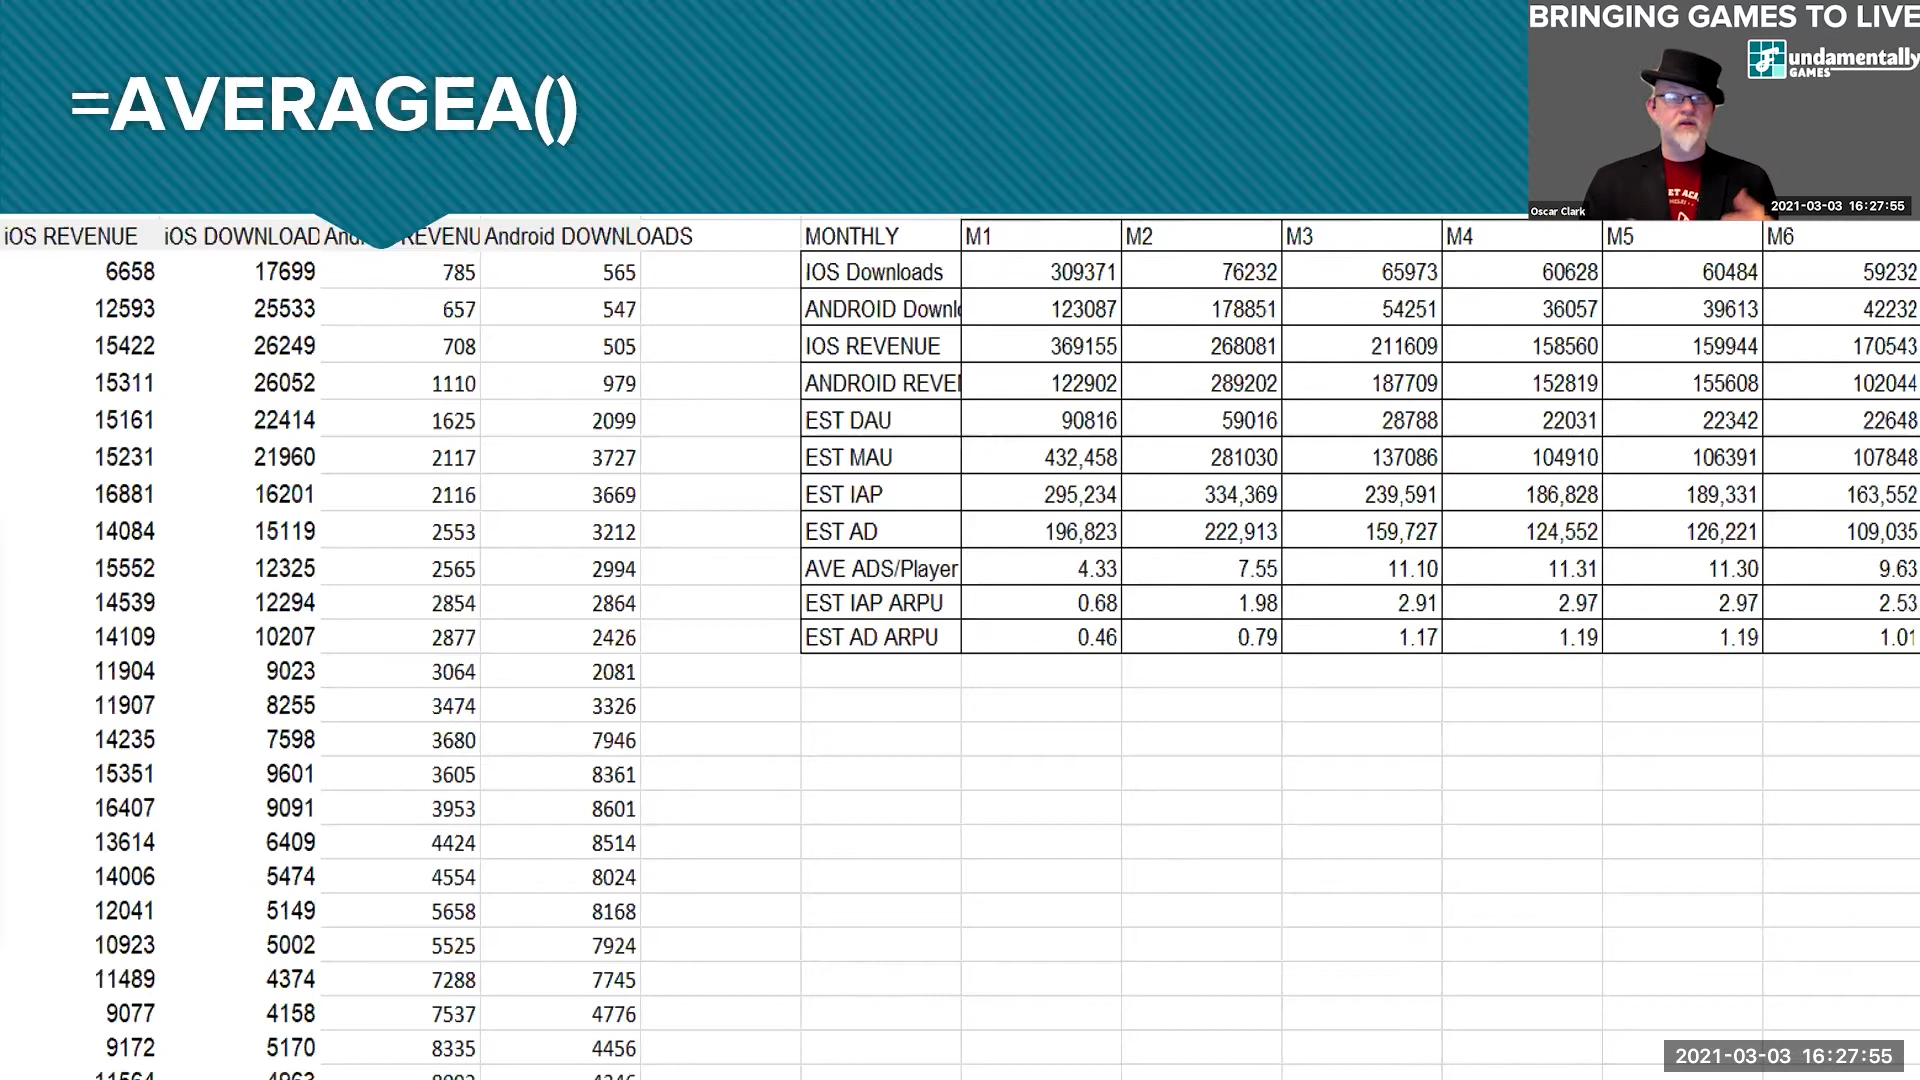 =AVERAGEA()
BRINGING GAMES TO LIVE
undamentally
GAMES
Oscar Clark
2021-03-03 16:27:55
iOS REVENUE iOS DOWNLOAD REVENU Android DOWNLOADS MONTHLY M1 M2 M3 M4 M5 M6
6658 17699 785 565 IOS Downloads 309371 76232 65973 60628 60484 59232
12593 25533 657 547 ANDROID Downl 123087 178851 54251 36057 39613 42232
15422 26249 708 505 IOS REVENUE 369155 268081 211609 158560 159944 170543
15311 26052 1110 979 ANDROID REVE 122902 289202 187709 152819 155608 102044
15161 22414 1625 2099 EST DAU 90816 59016 28788 22031 22342 22648
15231 21960 2117 3727 EST MAU 432,458 281030 137086 104910 106391 107848
16881 16201 2116 3669 EST IAP 295,234 334,369 239,591 186,828 189,331 163,552
14084 15119 2553 3212 EST AD 196,823 222,913 159,727 124,552 126,221 109,035
15552 12325 2565 2994 AVE ADS/Player 4.33 7.55 11.10 11.31 11.30 9.63
14539 12294 2854 2864 EST IAP ARPU 0.68 1.98 2.91 2.97 2.97 2.53
14109 10207 2877 2426 EST AD ARPU 0.46 0.79 1.17 1.19 1.19 1.01
11904 9023 3064 2081
11907 8255 3474 3326
14235 7598 3680 7946
15351 9601 3605 8361
16407 9091 3953 8601
13614 6409 4424 8514
14006 5474 4554 8024
12041 5149 5658 8168
10923 5002 5525 7924
11489 4374 7288 7745
9077 4158 7537 4776
9172 5170 8335 4456
2021-03-03 16:27:55